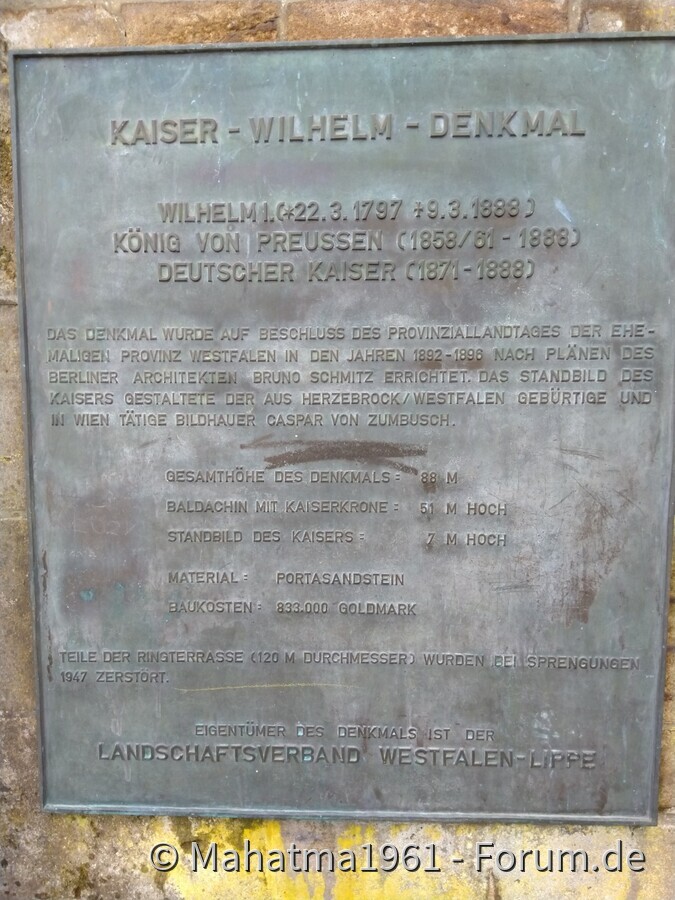 KAISER - WILHELM - DENKMAL
WILHELM I. (*22.3.1797 +9.3.1888)
KÖNIG VON PREUSSEN (1858/61 - 1888)
DEUTSCHER KAISER (1871 - 1888)
DAS DENKMAL WURDE AUF BESCHLUSS DES PROVINZIALLANDTAGES DER EHE-
MALIGEN PROVINZ WESTFALEN IN DEN JAHREN 1892-1896 NACH PLÄNEN DES
BERLINER ARCHITEKTEN BRUNO SCHMITZ ERRICHTET. DAS STANDBILD DES
KAISERS GESTALTETE DER AUS HERZEBROCK/WESTFALEN GEBÜRTIGE UND
IN WIEN TÄTIGE BILDHAUER CASPAR VON ZUMBUSCH.
GESAMTHÖHE DES DENKMALS = 88 M
BALDACHIN MIT KAISERKRONE = 51 M HOCH
STANDBILD DES KAISERS = 7 M HOCH
MATERIAL = PORTASANDSTEIN
BAUKOSTEN = 833.000 GOLDMARK
TEILE DER RINGTERRASSE (120 M DURCHMESSER) WURDEN BEI SPRENGUNGEN
1947 ZERSTÖRT.
EIGENTÜMER DES DENKMALS IST DER
LANDSCHAFTSVERBAND WESTFALEN-LIPPE
© Mahatma1961 - Forum.de